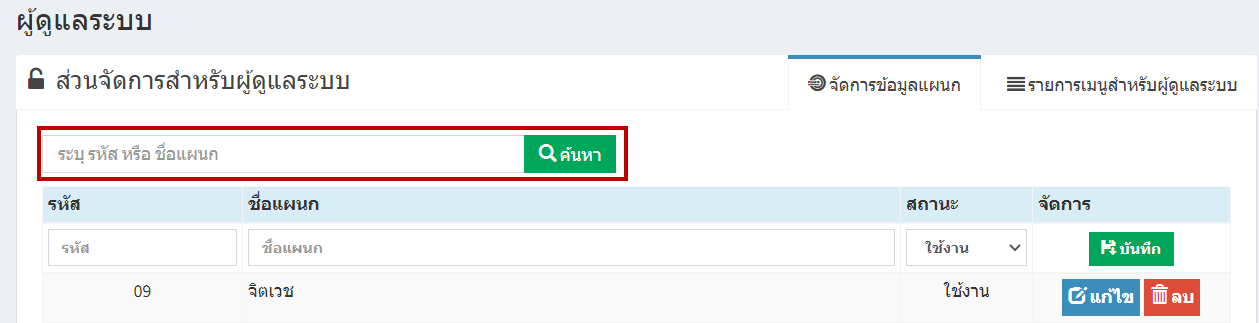 ผู้ดูแลระบบ
ส่วนจัดการสำหรับผู้ดูแลระบบ จัดการข้อมูลแผนก รายการเมนูสำหรับผู้ดูแลระบบ
ระบุ รหัส หรือ ชื่อแผนก ค้นหา
รหัส ชื่อแผนก สถานะ จัดการ
รหัส ชื่อแผนก ใช้งาน บันทึก
09 จิตเวช ใช้งาน แก้ไข ลบ